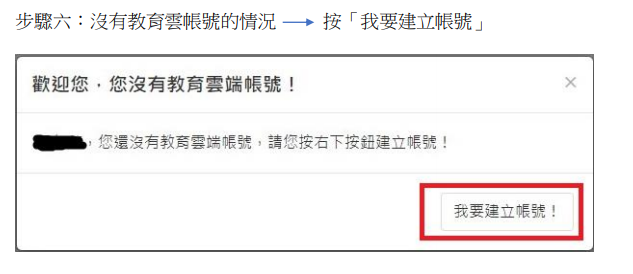 步驟六：沒有教育雲帳號的情況 → 按「我要建立帳號」
歡迎您，您沒有教育雲端帳號！ ×
，您還沒有教育雲端帳號，請您按右下按鈕建立帳號！
我要建立帳號！